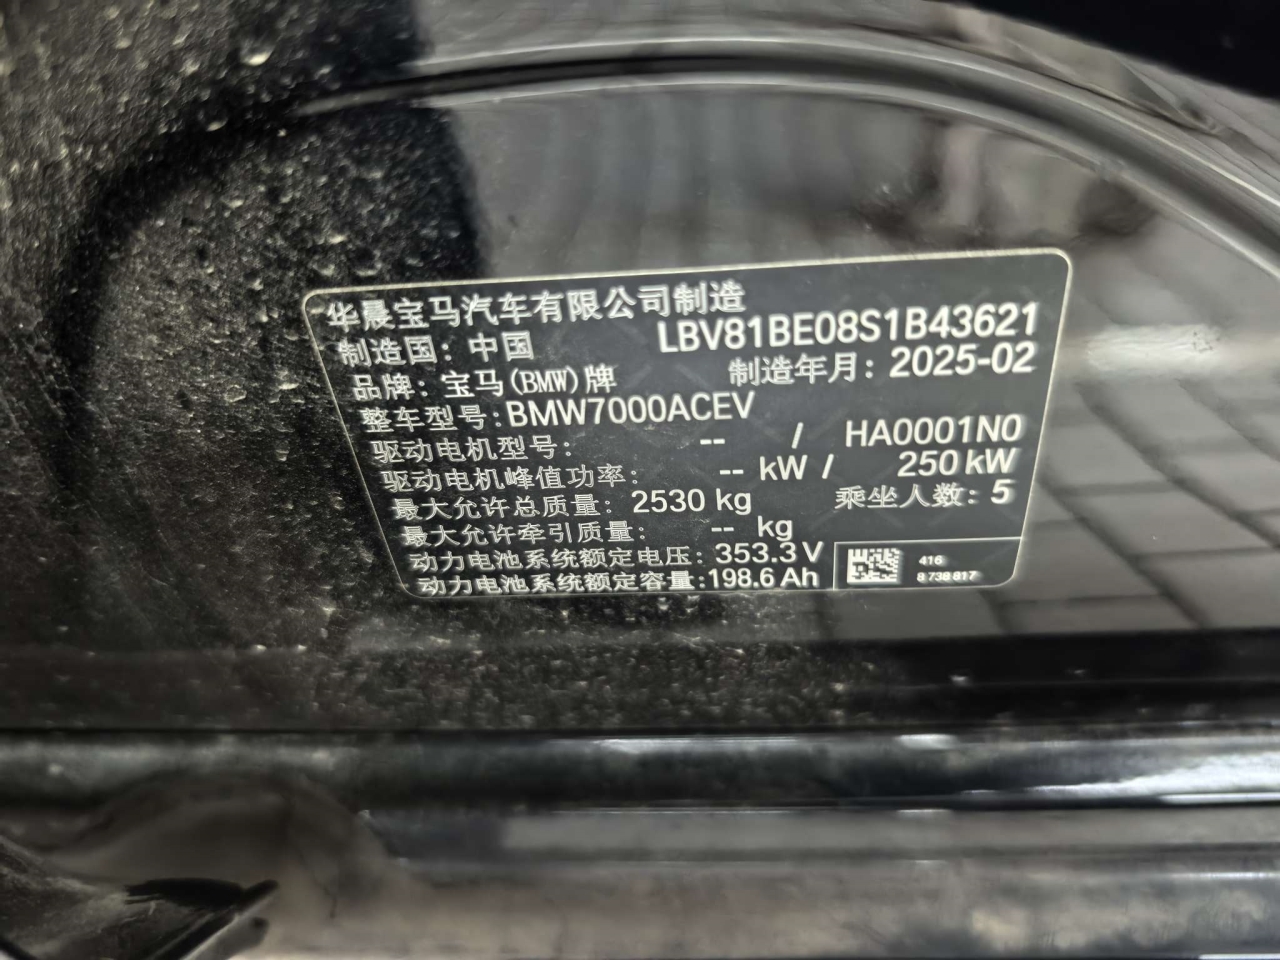 华晨宝马汽车有限公司制造
制造国：中国 LBV81BE08S1B43621
品牌：宝马(BMW)牌 制造年月：2025-02
整车型号：BMW7000ACEV
驱动电机型号： -- / HA0001N0
驱动电机峰值功率： -- kW / 250 kW
最大允许总质量：2530 kg 乘坐人数：5
最大允许牵引质量： -- kg
动力电池系统额定电压：353.3 V
动力电池系统额定容量：198.6 Ah
416
8 738 817